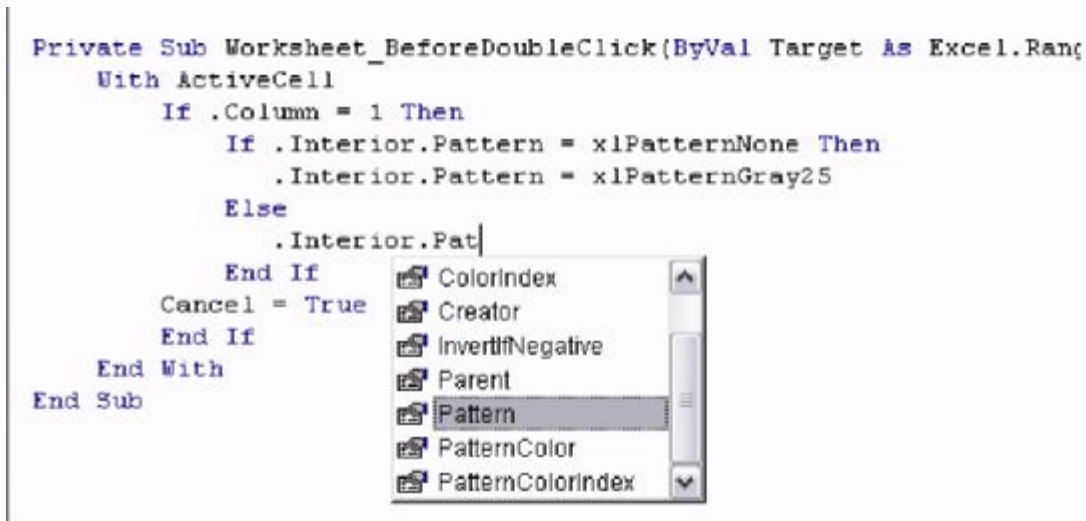 Private Sub Worksheet_BeforeDoubleClick(ByVal Target As Excel.Rang
With ActiveCell
If .Column = 1 Then
If .Interior.Pattern = xlPatternNone Then
.Interior.Pattern = xlPatternGray25
Else
.Interior.Pat
End If
Cancel = True
End If
End With
End Sub
ColorIndex
Creator
InvertIfNegative
Parent
Pattern
PatternColor
PatternColorIndex